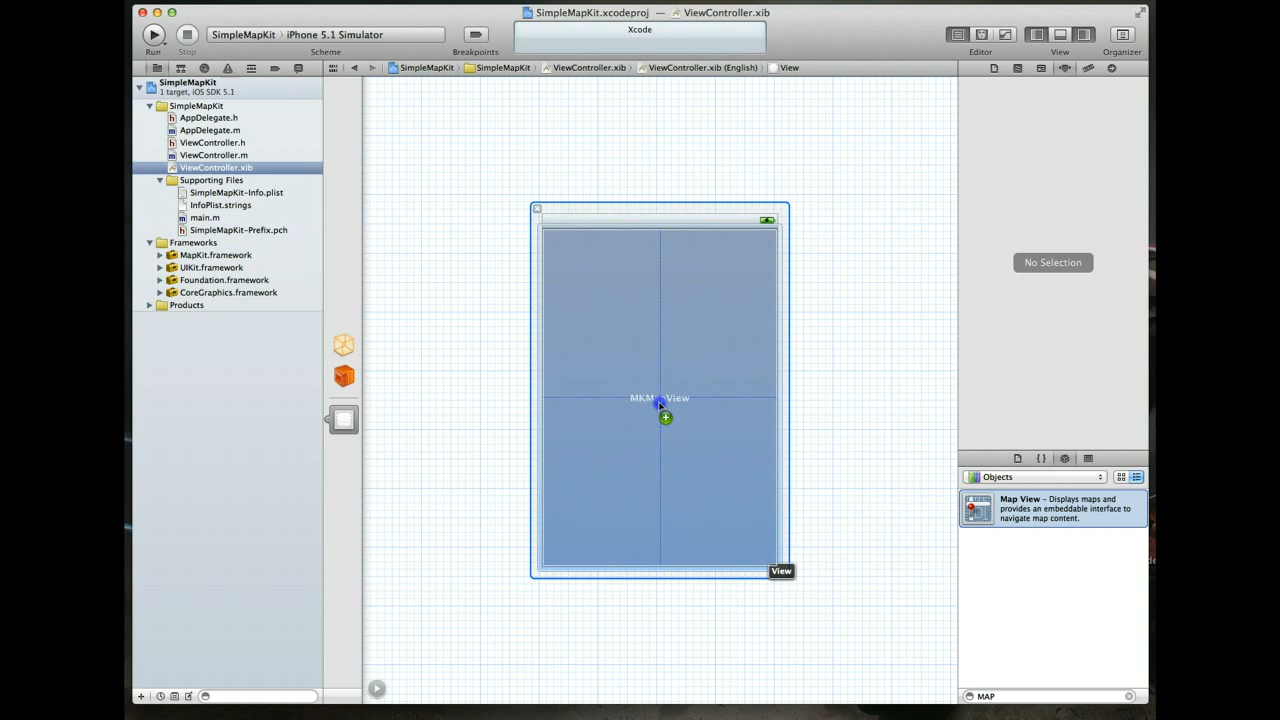 SimpleMapKit.xcodeproj — ViewController.xib
SimpleMapKit iPhone 5.1 Simulator
Xcode
Run Stop Scheme Breakpoints Editor View Organizer
SimpleMapKit SimpleMapKit ViewController.xib ViewController.xib (English) View
SimpleMapKit
1 target, iOS SDK 5.1
SimpleMapKit
AppDelegate.h
AppDelegate.m
ViewController.h
ViewController.m
ViewController.xib
Supporting Files
SimpleMapKit-Info.plist
InfoPlist.strings
main.m
SimpleMapKit-Prefix.pch
Frameworks
MapKit.framework
UIKit.framework
Foundation.framework
CoreGraphics.framework
Products
View
No Selection
Objects
Map View – Displays maps and
provides an embeddable interface to
navigate map content.
MAP